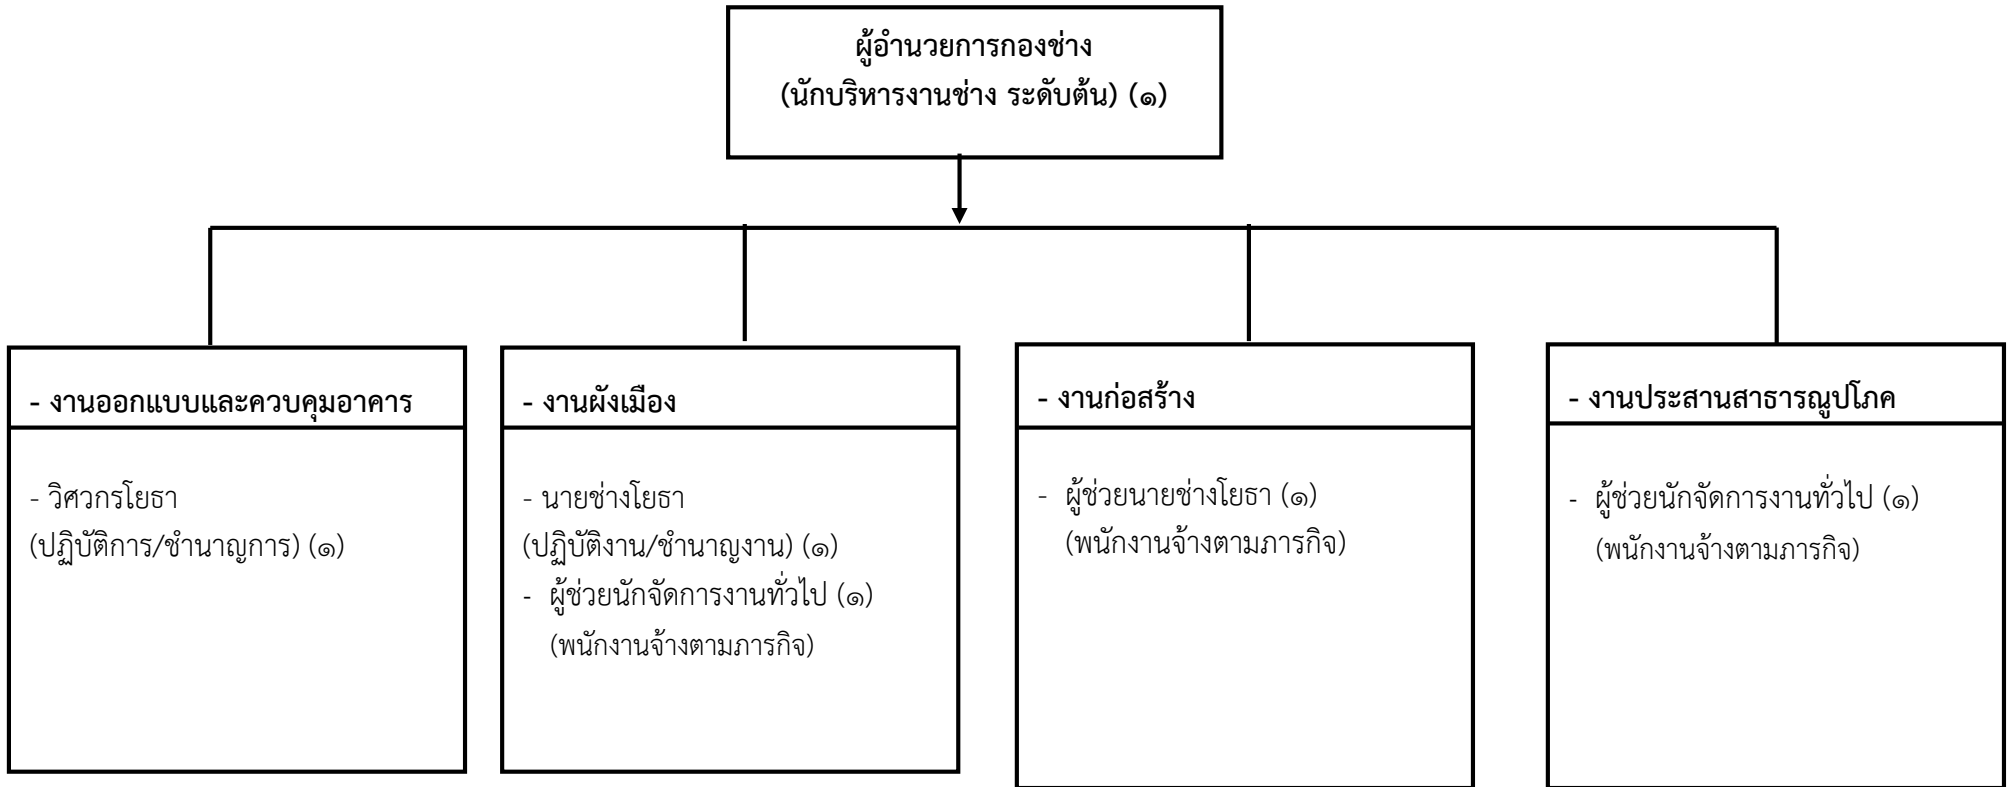 ผู้อำนวยการกองช่าง
(นักบริหารงานช่าง ระดับต้น) (๑)
- งานออกแบบและควบคุมอาคาร
- วิศวกรโยธา
(ปฏิบัติการ/ชำนาญการ) (๑)
- งานผังเมือง
- นายช่างโยธา
(ปฏิบัติงาน/ชำนาญงาน) (๑)
- ผู้ช่วยนักจัดการงานทั่วไป (๑)
(พนักงานจ้างตามภารกิจ)
- งานก่อสร้าง
- ผู้ช่วยนายช่างโยธา (๑)
(พนักงานจ้างตามภารกิจ)
- งานประสานสาธารณูปโภค
- ผู้ช่วยนักจัดการงานทั่วไป (๑)
(พนักงานจ้างตามภารกิจ)